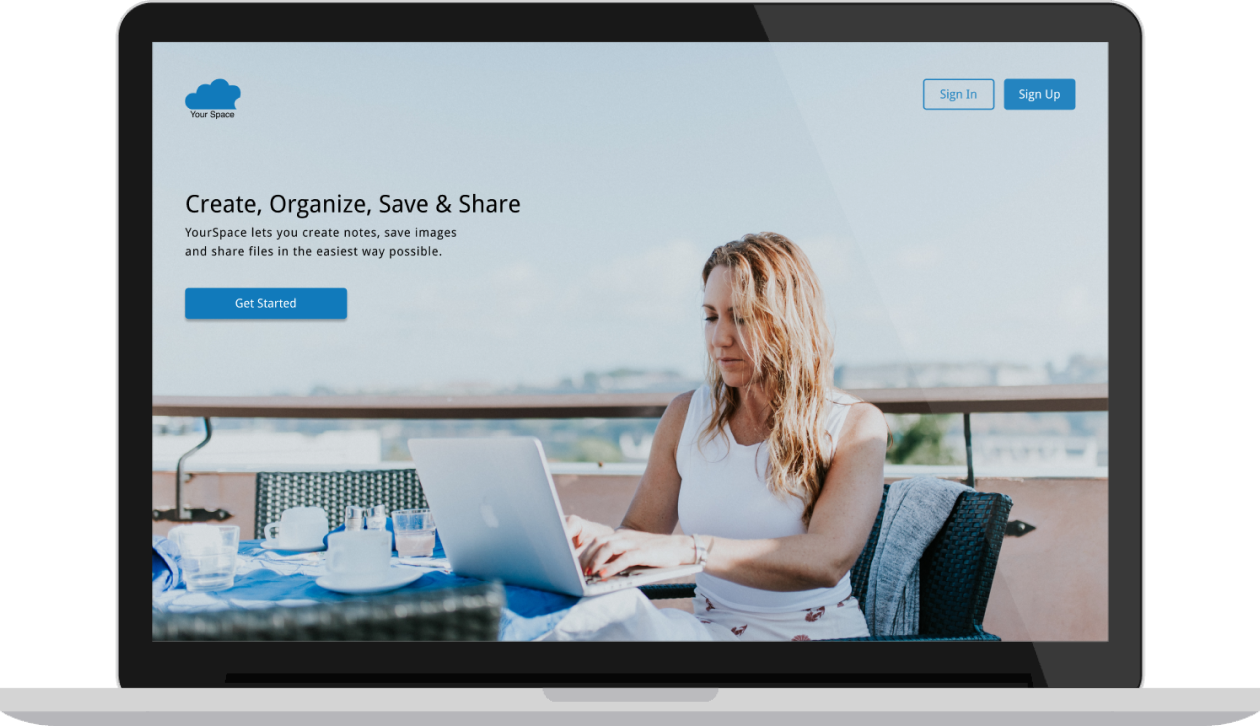 Your Space
Sign In
Sign Up
Create, Organize, Save & Share
YourSpace lets you create notes, save images
and share files in the easiest way possible.
Get Started